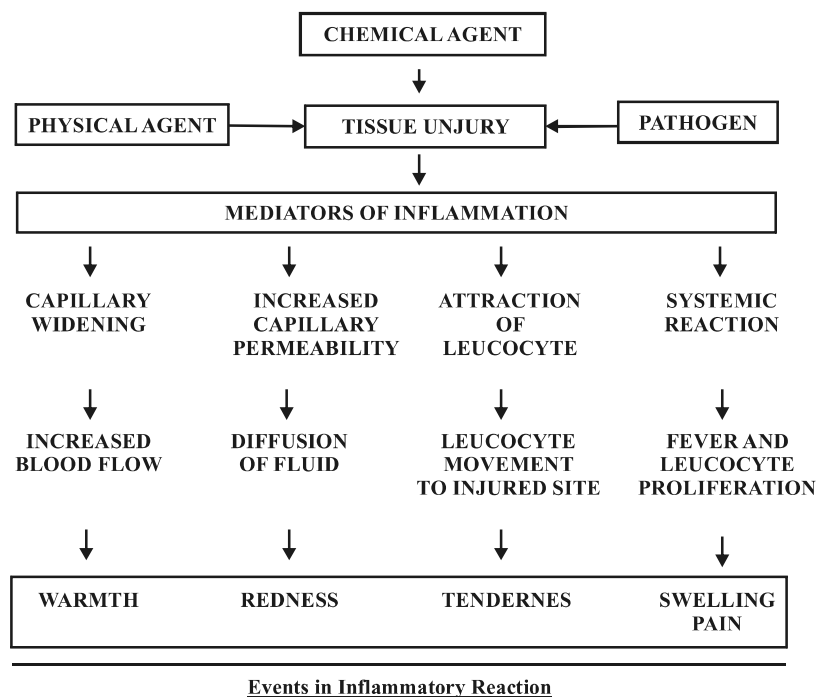 CHEMICAL AGENT
PHYSICAL AGENT
TISSUE UNJURY
PATHOGEN
MEDIATORS OF INFLAMMATION
CAPILLARY
WIDENING
INCREASED
CAPILLARY
PERMEABILITY
ATTRACTION
OF
LEUCOCYTE
SYSTEMIC
REACTION
INCREASED
BLOOD FLOW
DIFFUSION
OF FLUID
LEUCOCYTE
MOVEMENT
TO INJURED SITE
FEVER AND
LEUCOCYTE
PROLIFERATION
WARMTH
REDNESS
TENDERNES
SWELLING
PAIN
Events in Inflammatory Reaction